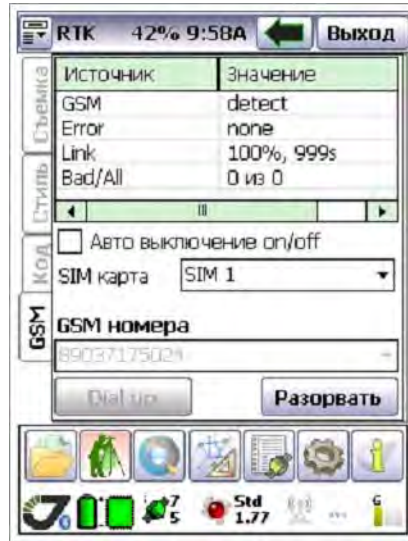 RTK 42% 9:58A Выход
Источник Значение
GSM detect
Error none
Link 100%, 999s
Bad/All 0 из 0
Авто выключение on/off
SIM карта SIM 1
GSM номера
Dial up Разорвать
Съемка
Стиль
Код
GSM
7
5
Std
1.77
...
G